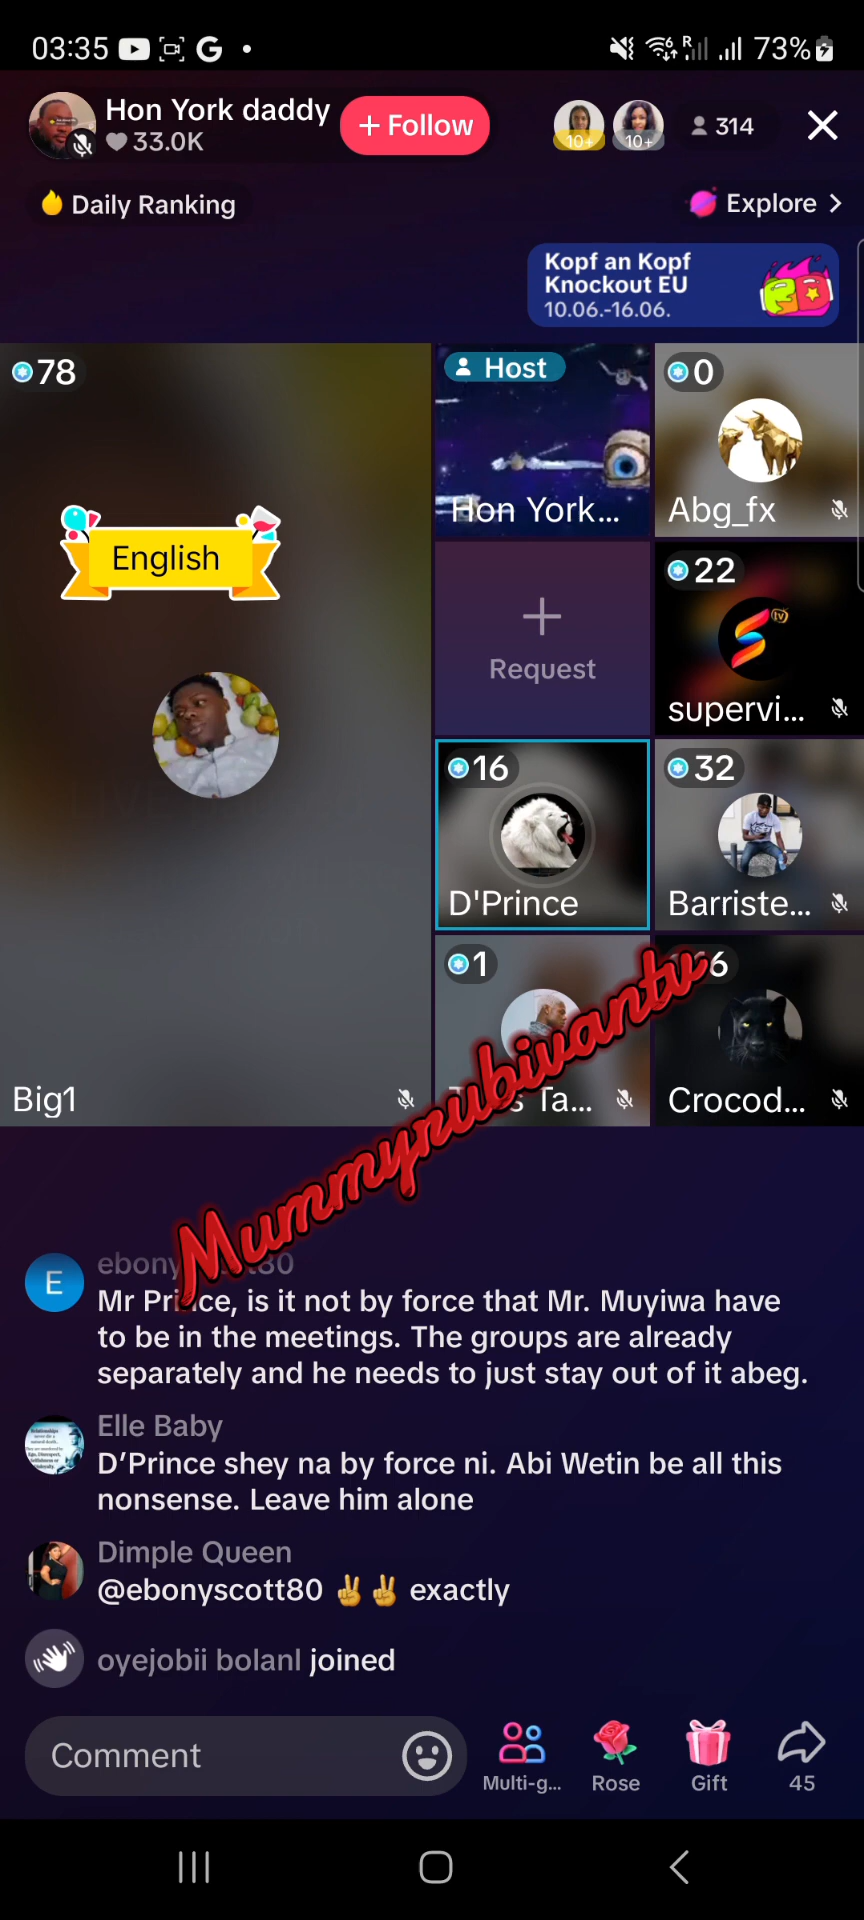 03:35
73%
Hon York daddy
33.0K
+ Follow
10+
10+
314
Daily Ranking
Explore >
Kopf an Kopf
Knockout EU
10.06.-16.06.
78
Host
0
English
Hon York...
Abg_fx
22
Request
supervi...
16
32
D'Prince
Barriste...
1
6
Big1
s Ta...
Crocod...
Mummyrubivantv
E
Mr Prince, is it not by force that Mr. Muyiwa have
to be in the meetings. The groups are already
separately and he needs to just stay out of it abeg.
Elle Baby
D'Prince shey na by force ni. Abi Wetin be all this
nonsense. Leave him alone
Dimple Queen
@ebonyscott80 ✌️✌️ exactly
oyejobii bolanl joined
Comment
Multi-g...
Rose
Gift
45